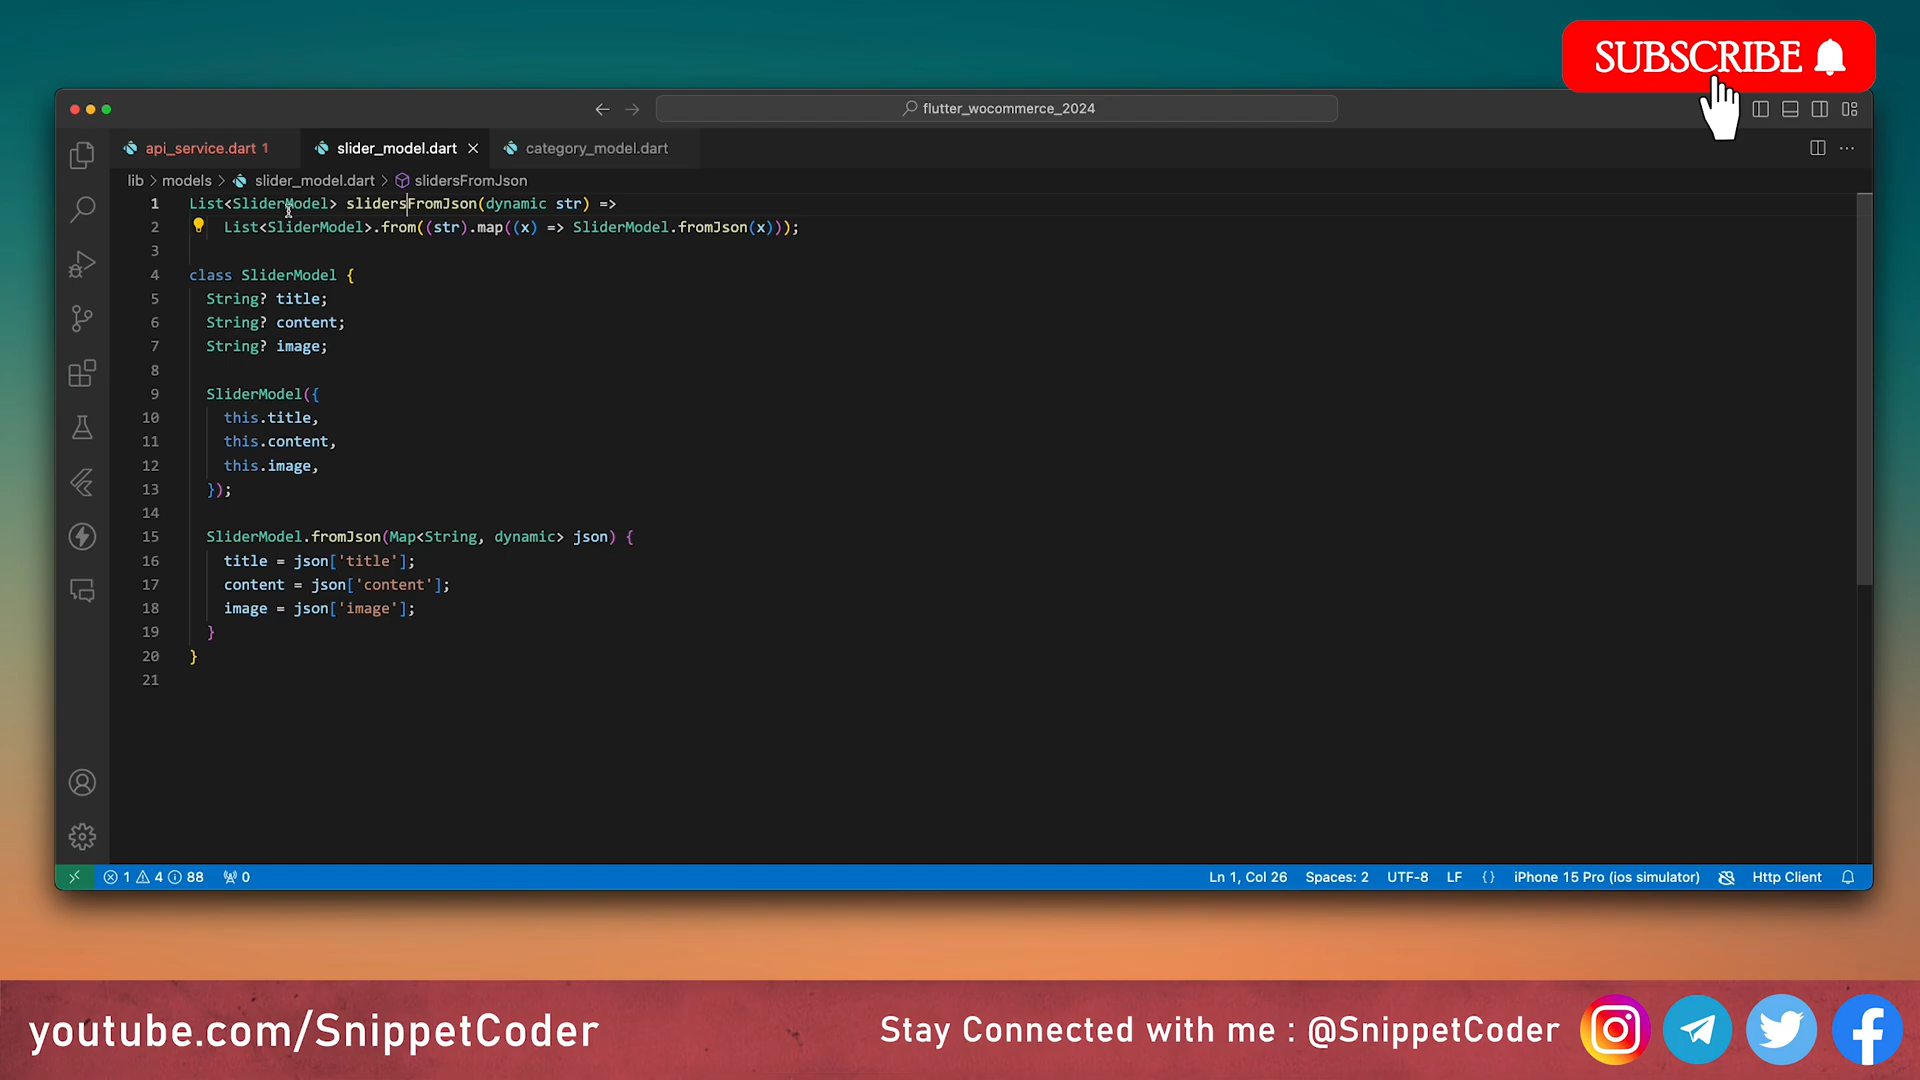 SUBSCRIBE
flutter_wocommerce_2024
api_service.dart 1
slider_model.dart
category_model.dart
lib > models > slider_model.dart > slidersFromJson
1 List<SliderModel> slidersFromJson(dynamic str) =>
2 List<SliderModel>.from((str).map((x) => SliderModel.fromJson(x)));
3
4 class SliderModel {
5 String? title;
6 String? content;
7 String? image;
8
9 SliderModel({
10 this.title,
11 this.content,
12 this.image,
13 });
14
15 SliderModel.fromJson(Map<String, dynamic> json) {
16 title = json['title'];
17 content = json['content'];
18 image = json['image'];
19 }
20 }
21
1 4 88 0 Ln 1, Col 26 Spaces: 2 UTF-8 LF {} iPhone 15 Pro (ios simulator) Http Client
youtube.com/SnippetCoder
Stay Connected with me : @SnippetCoder